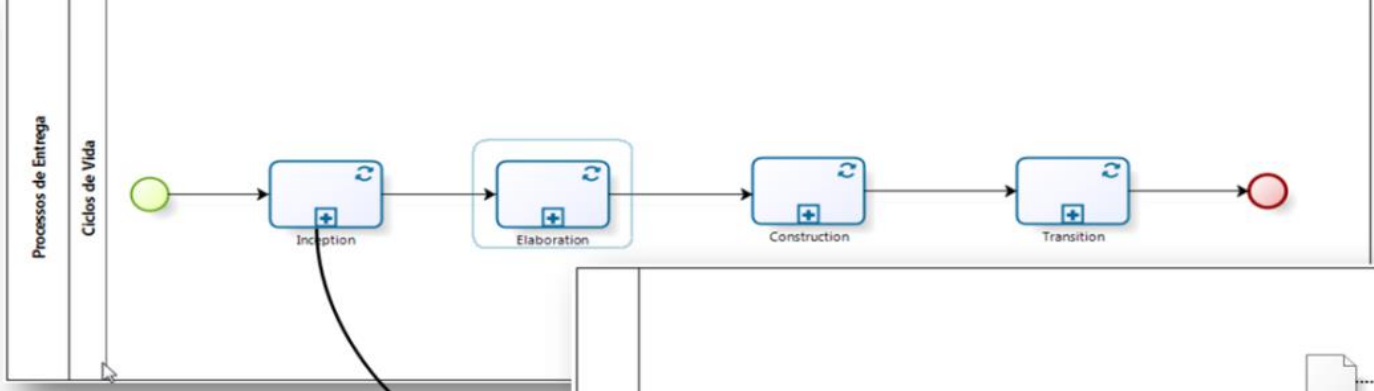 Processos de Entrega
Ciclos de Vida
Inception
Elaboration
Construction
Transition